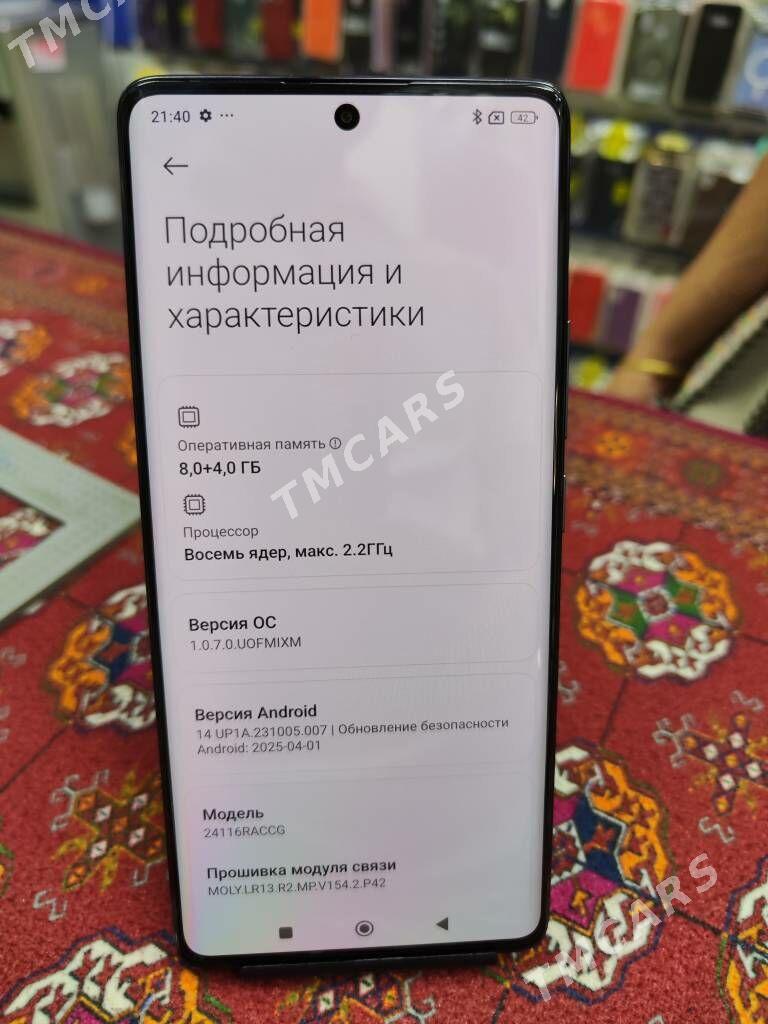 TMCARS
21:40
42
Подробная
информация и
характеристики
Оперативная память
8,0+4,0 ГБ
TMCARS
Процессор
Восемь ядер, макс. 2.2ГГц
Версия ОС
1.0.7.0.UOFMIXM
Версия Android
14 UP1A.231005.007 | Обновление безопасности
Android: 2025-04-01
Модель
24116RACCG
Прошивка модуля связи
MOLY.LR13.R2.MP.V154.2.P42
TMCARS